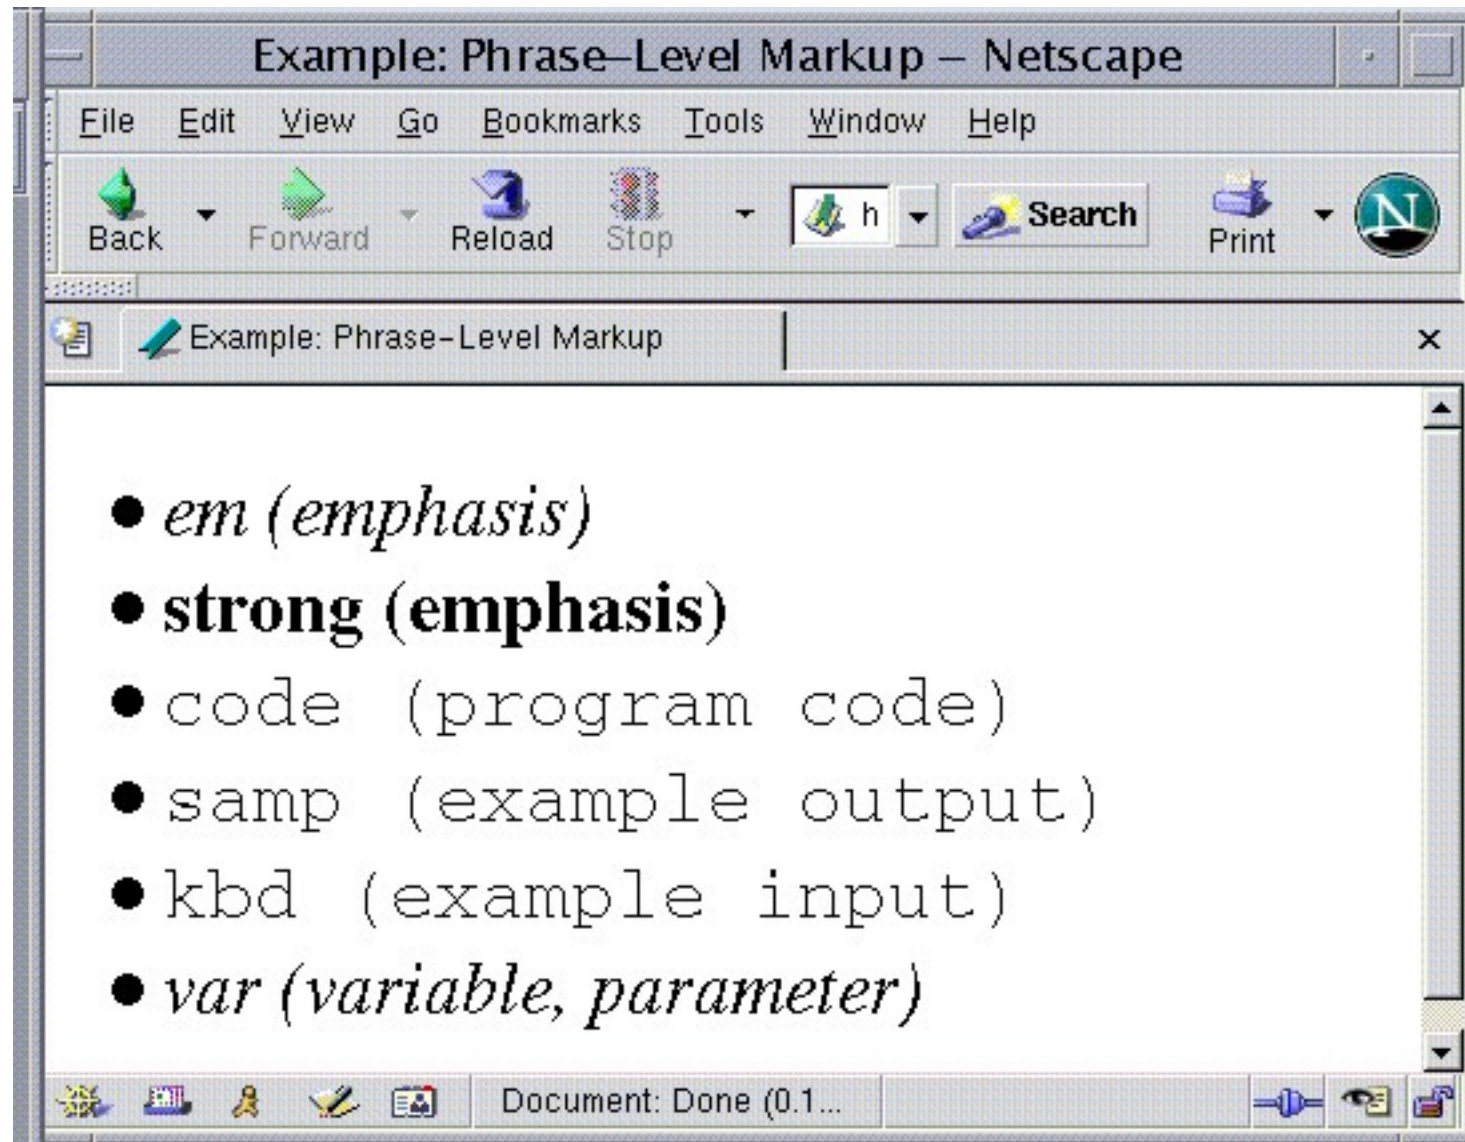 Example: Phrase–Level Markup – Netscape
File Edit View Go Bookmarks Tools Window Help
Back Forward Reload Stop h Search Print N
Example: Phrase–Level Markup
• em (emphasis)
• strong (emphasis)
• code (program code)
• samp (example output)
• kbd (example input)
• var (variable, parameter)
Document: Done (0.1...